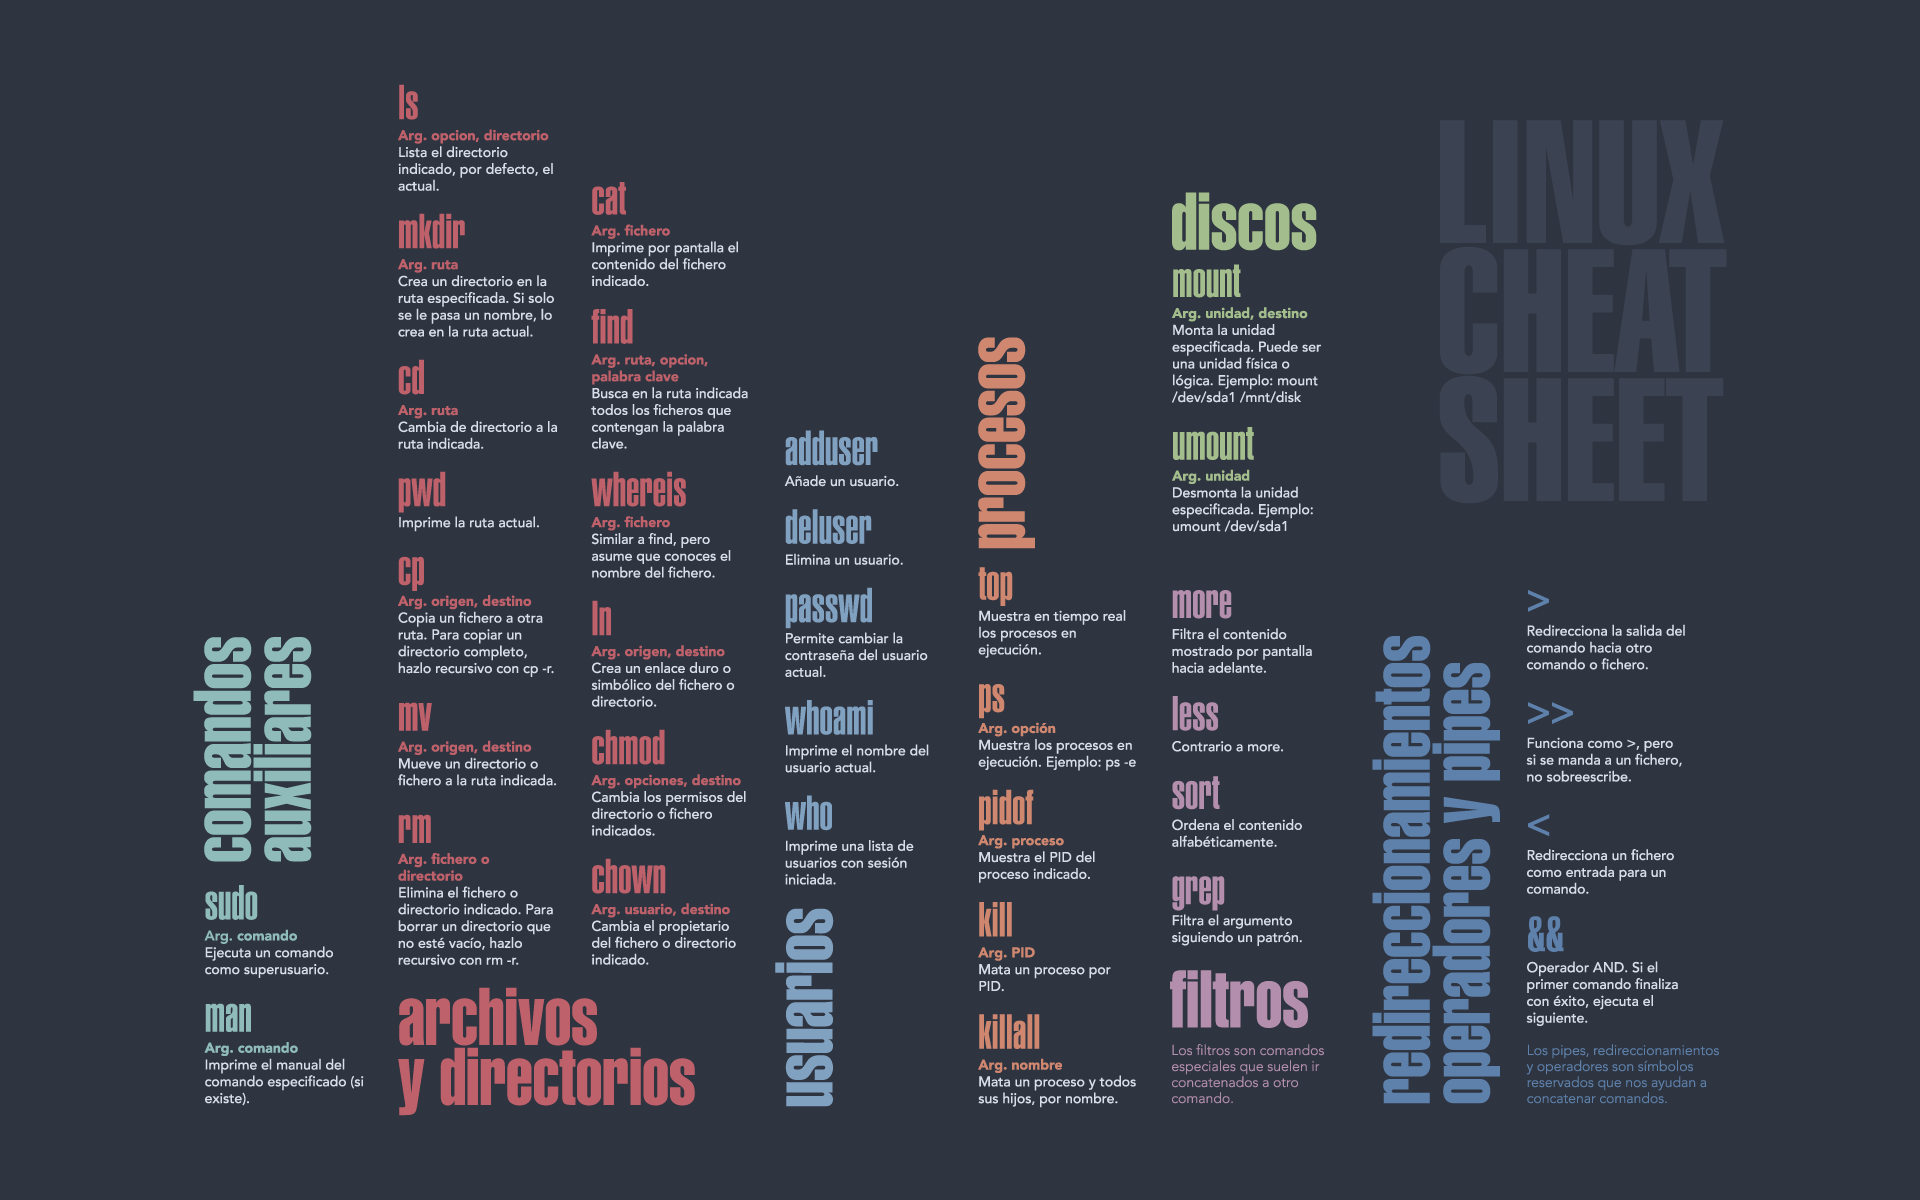 comandos
auxiliares
sudo
Arg. comando
Ejecuta un comando
como superusuario.
man
Arg. comando
Imprime el manual del
comando especificado (si
existe).
ls
Arg. opcion, directorio
Lista el directorio
indicado, por defecto, el
actual.
mkdir
Arg. ruta
Crea un directorio en la
ruta especificada. Si solo
se le pasa un nombre, lo
crea en la ruta actual.
cd
Arg. ruta
Cambia de directorio a la
ruta indicada.
pwd
Imprime la ruta actual.
cp
Arg. origen, destino
Copia un fichero a otra
ruta. Para copiar un
directorio completo,
hazlo recursivo con cp -r.
mv
Arg. origen, destino
Mueve un directorio o
fichero a la ruta indicada.
rm
Arg. fichero o
directorio
Elimina el fichero o
directorio indicado. Para
borrar un directorio que
no esté vacío, hazlo
recursivo con rm -r.
cat
Arg. fichero
Imprime por pantalla el
contenido del fichero
indicado.
find
Arg. ruta, opcion,
palabra clave
Busca en la ruta indicada
todos los ficheros que
contengan la palabra
clave.
whereis
Arg. fichero
Similar a find, pero
asume que conoces el
nombre del fichero.
ln
Arg. origen, destino
Crea un enlace duro o
simbólico del fichero o
directorio.
chmod
Arg. opciones, destino
Cambia los permisos del
directorio o fichero
indicados.
chown
Arg. usuario, destino
Cambia el propietario
del fichero o directorio
indicado.
archivos
y directorios
adduser
Añade un usuario.
deluser
Elimina un usuario.
passwd
Permite cambiar la
contraseña del usuario
actual.
whoami
Imprime el nombre del
usuario actual.
who
Imprime una lista de
usuarios con sesión
iniciada.
usuarios
procesos
top
Muestra en tiempo real
los procesos en
ejecución.
ps
Arg. opción
Muestra los procesos en
ejecución. Ejemplo: ps -e
pidof
Arg. proceso
Muestra el PID del
proceso indicado.
kill
Arg. PID
Mata un proceso por
PID.
killall
Arg. nombre
Mata un proceso y todos
sus hijos, por nombre.
discos
mount
Arg. unidad, destino
Monta la unidad
especificada. Puede ser
una unidad física o
lógica. Ejemplo: mount
/dev/sda1 /mnt/disk
umount
Arg. unidad
Desmonta la unidad
especificada. Ejemplo:
umount /dev/sda1
more
Filtra el contenido
mostrado por pantalla
hacia adelante.
less
Contrario a more.
sort
Ordena el contenido
alfabéticamente.
grep
Filtra el argumento
siguiendo un patrón.
filtros
Los filtros son comandos
especiales que suelen ir
concatenados a otro
comando.
LINUX
CHEAT
SHEET
redireccionamientos
operadores y pipes
>
Redirecciona la salida del
comando hacia otro
comando o fichero.
>>
Funciona como >, pero
si se manda a un fichero,
no sobreescribe.
<
Redirecciona un fichero
como entrada para un
comando.
&&
Operador AND. Si el
primer comando finaliza
con éxito, ejecuta el
siguiente.
Los pipes, redireccionamientos
y operadores son símbolos
reservados que nos ayudan a
concatenar comandos.